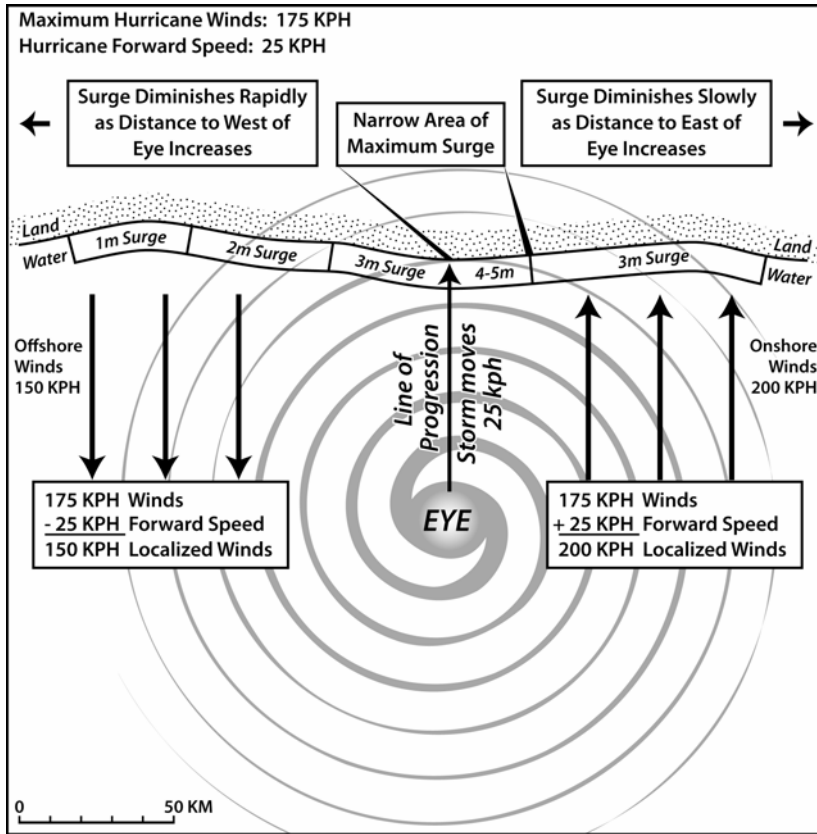 Maximum Hurricane Winds: 175 KPH
Hurricane Forward Speed: 25 KPH
Surge Diminishes Rapidly
as Distance to West of
Eye Increases
Narrow Area of
Maximum Surge
Surge Diminishes Slowly
as Distance to East of
Eye Increases
Land
Water
1m Surge
2m Surge
3m Surge
4-5m
3m Surge
Land
Water
Offshore
Winds
150 KPH
Line of
Progression
Storm moves
25 kph
Onshore
Winds
200 KPH
175 KPH Winds
- 25 KPH Forward Speed
150 KPH Localized Winds
EYE
175 KPH Winds
+ 25 KPH Forward Speed
200 KPH Localized Winds
0 50 KM